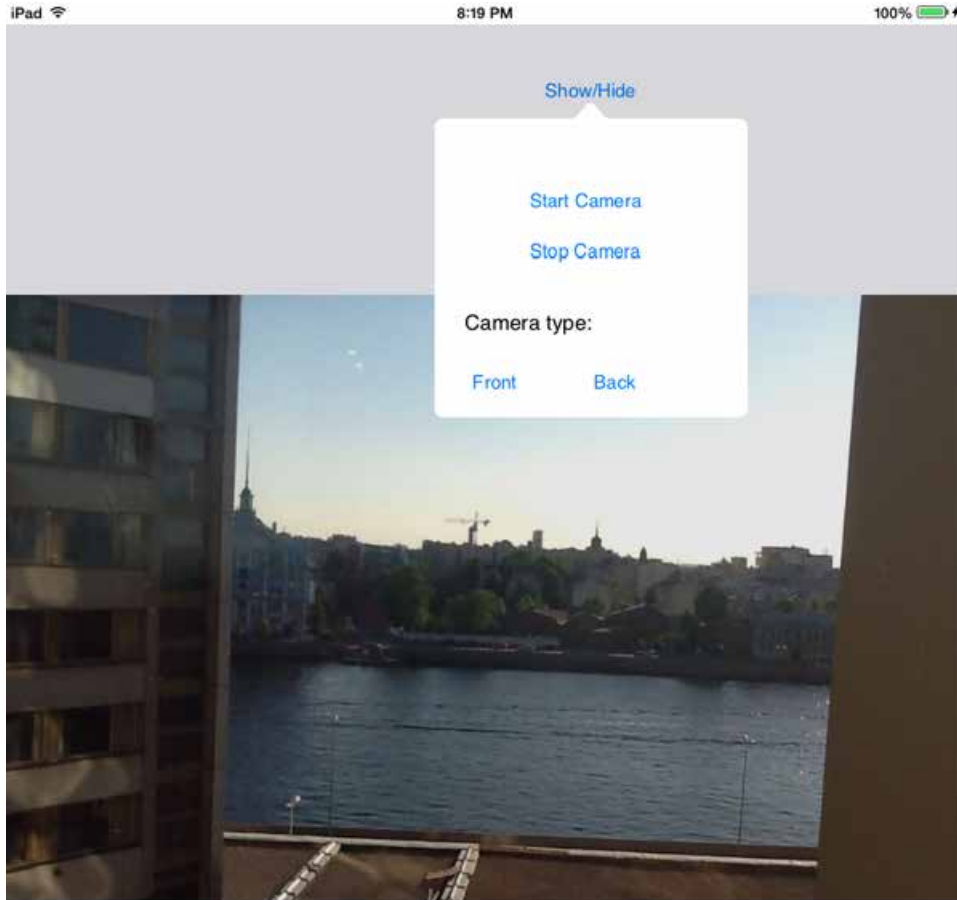 iPad 8:19 PM 100%
Show/Hide
Start Camera
Stop Camera
Camera type:
Front Back